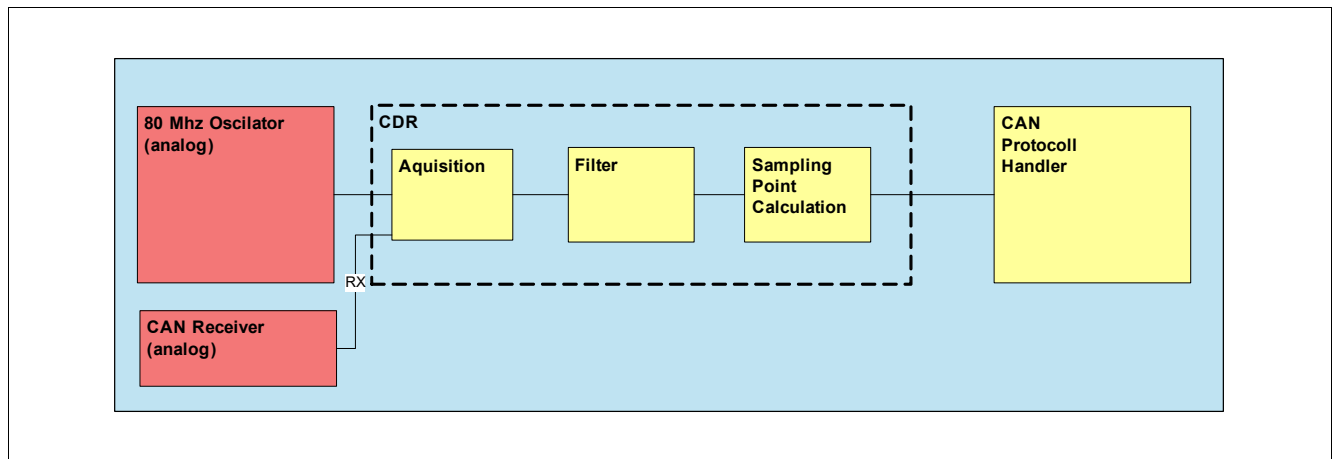 80 Mhz Oscilator
(analog)
CDR
Aquisition
Filter
Sampling
Point
Calculation
CAN
Protocoll
Handler
RX
CAN Receiver
(analog)